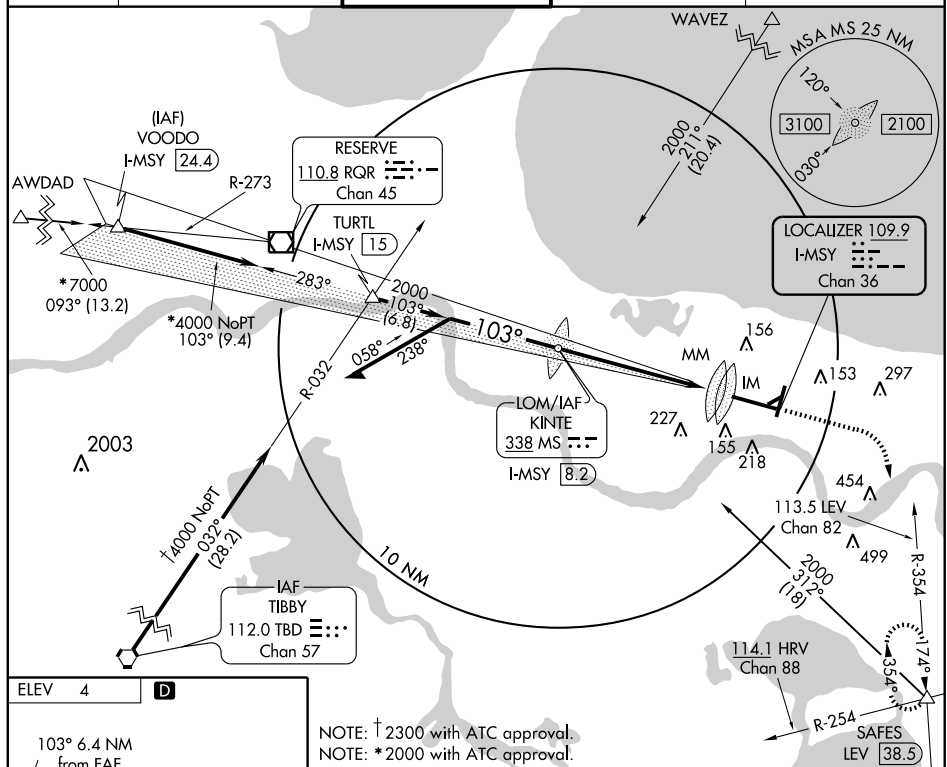 WAVEZ
MSA MS 25 NM
120°
3100
2100
030°
2000
211°
(20.4)
(IAF)
VOODO
I-MSY 24.4
R-273
RESERVE
110.8 RQR
Chan 45
AWDAD
TURTL
I-MSY 15
LOCALIZER 109.9
I-MSY
Chan 36
*7000
093° (13.2)
*4000 NoPT
103° (9.4)
283°
2000
103°
(6.8)
103°
058°
238°
R-032
MM
IM
156
153
297
LOM/IAF
KINTE
338 MS
I-MSY 8.2
227
155
218
2003
454
113.5 LEV
Chan 82
499
†4000 NoPT
032°
(28.2)
10 NM
2000
312°
(18)
R-354
IAF
TIBBY
112.0 TBD
Chan 57
114.1 HRV
Chan 88
354°
174°
R-254
SAFES
LEV 38.5
ELEV 4
D
103° 6.4 NM
from FAF
NOTE: † 2300 with ATC approval.
NOTE: * 2000 with ATC approval.